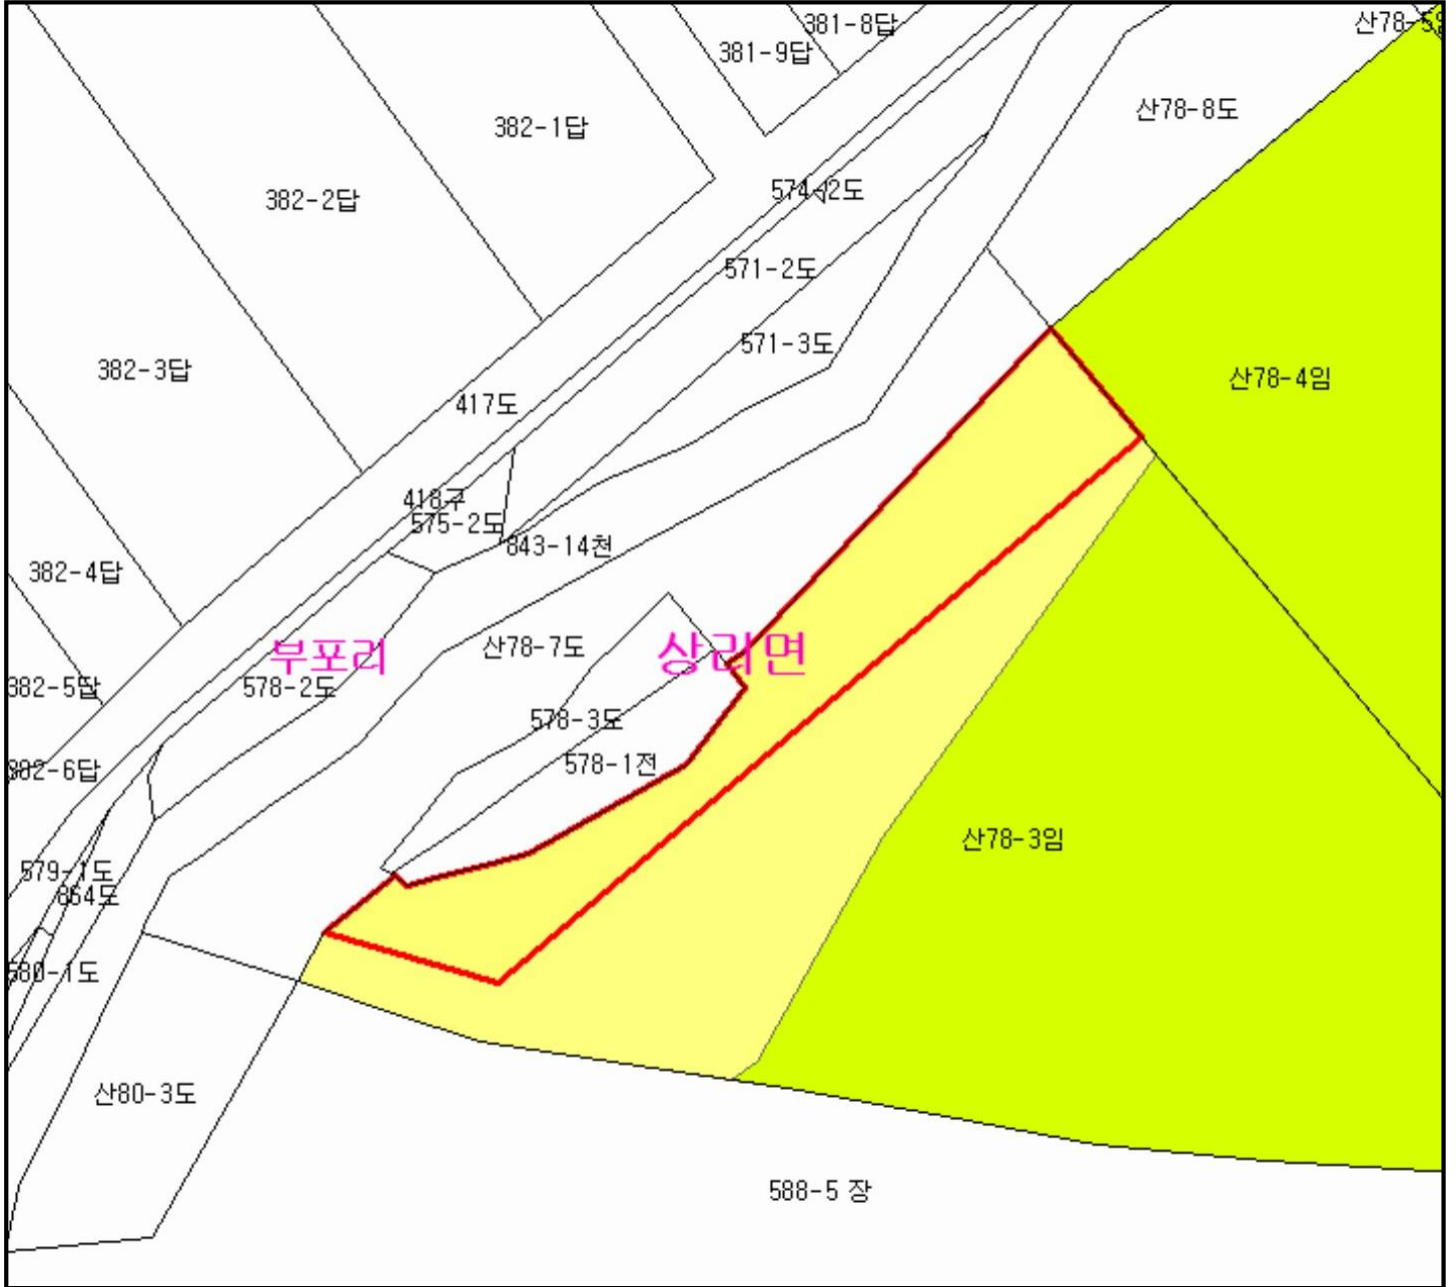 381-8답
산78-5임
381-9답
산78-8도
382-1답
574-2도
382-2답
571-2도
571-3도
382-3답
산78-4임
417도
418구
575-2도
843-14천
382-4답
산78-7도
부포리
상리면
382-5답
578-2도
578-3도
578-1전
382-6답
산78-3임
579-1도
864도
580-1도
산80-3도
588-5 장